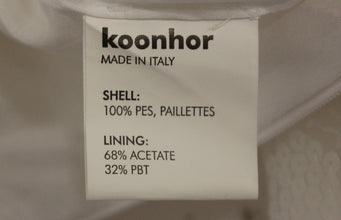 koonhor
MADE IN ITALY
SHELL:
100% PES, PAILLETTES
LINING:
68% ACETATE
32% PBT